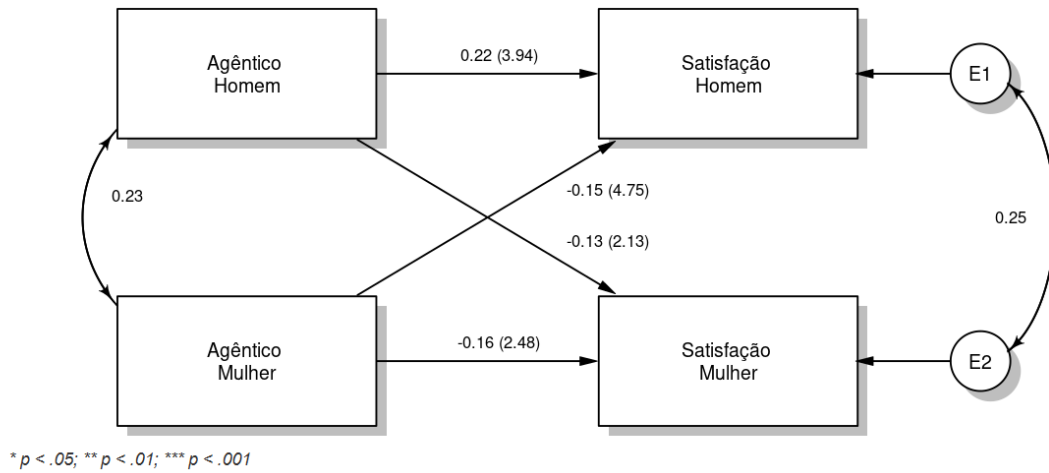 Agêntico
Homem
0.22 (3.94)
Satisfação
Homem
E1
0.23
-0.15 (4.75)
-0.13 (2.13)
0.25
Agêntico
Mulher
-0.16 (2.48)
Satisfação
Mulher
E2
* p < .05; ** p < .01; *** p < .001